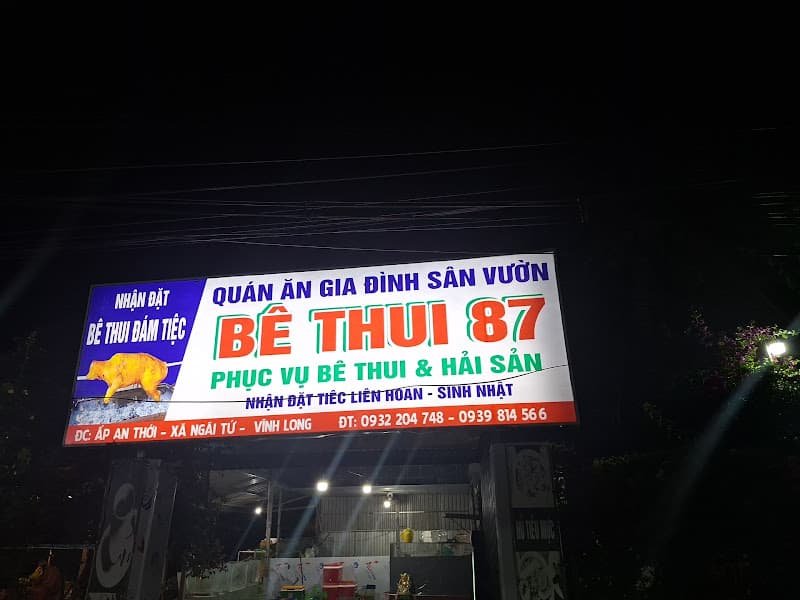 NHẬN ĐẶT
BÊ THUI ĐÁM TIỆC
QUÁN ĂN GIA ĐÌNH SÂN VƯỜN
BÊ THUI 87
PHỤC VỤ BÊ THUI & HẢI SẢN
NHẬN ĐẶT TIỆC LIÊN HOAN - SINH NHẬT
ĐC: ẤP AN THỚI - XÃ NGÃI TỨ - VĨNH LONG ĐT: 0932 204 748 - 0939 814 566